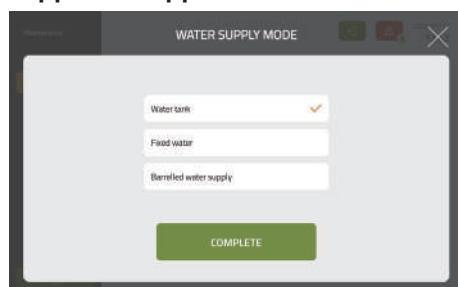 WATER SUPPLY MODE
Water tank
Fixed water
Barrelled water supply
COMPLETE